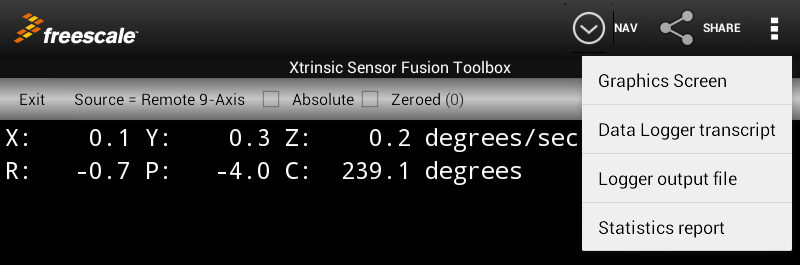 freescale™
NAV
SHARE
Xtrinsic Sensor Fusion Toolbox
Exit Source = Remote 9-Axis Absolute Zeroed (0)
X: 0.1 Y: 0.3 Z: 0.2 degrees/sec
R: -0.7 P: -4.0 C: 239.1 degrees
Graphics Screen
Data Logger transcript
Logger output file
Statistics report